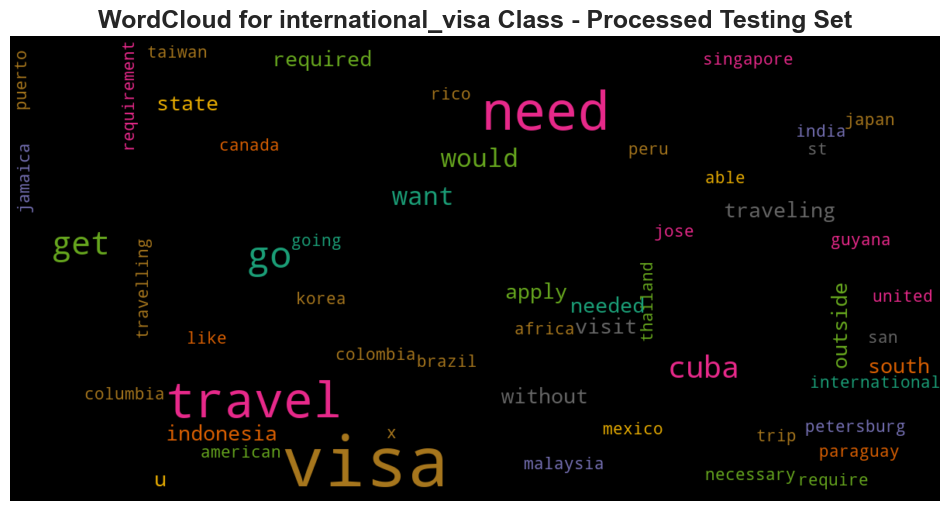 WordCloud for international_visa Class - Processed Testing Set
puerto
requirement
taiwan
required
singapore
state
rico
need
japan
india
canada
would
peru
st
jamaica
able
want
traveling
get
go
going
jose
guyana
travelling
korea
apply
needed
thailand
outside
united
like
africa
visit
san
colombia
brazil
cuba
south
international
columbia
travel
without
indonesia
x
mexico
trip
petersburg
american
visa
malaysia
paraguay
u
necessary
require